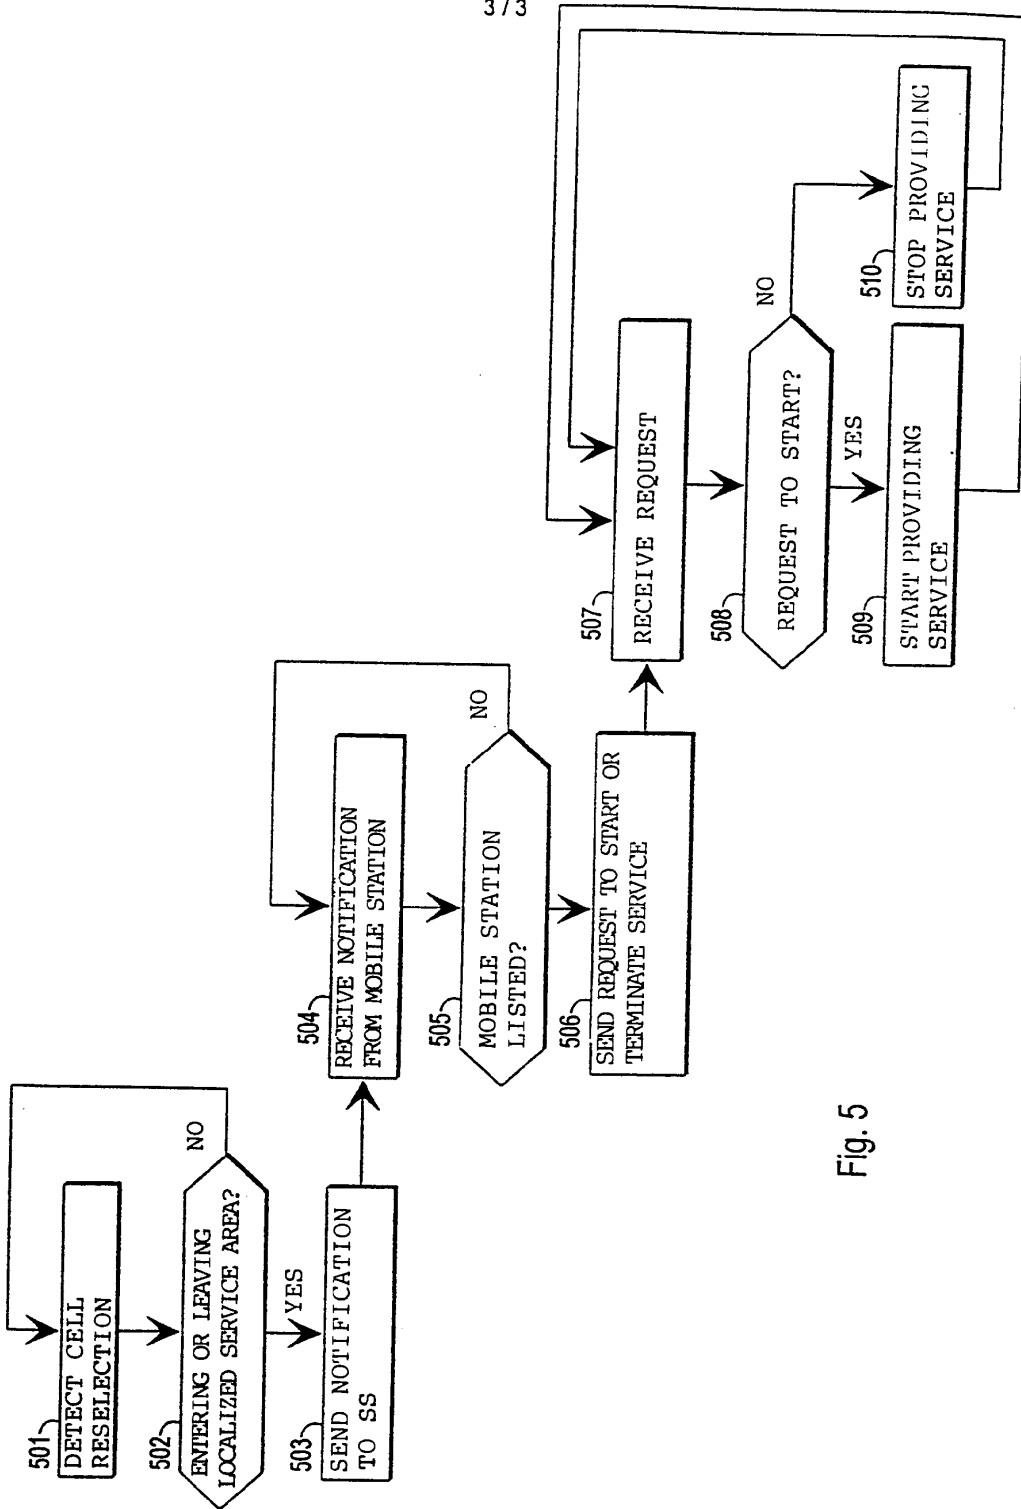 3 / 3
501
DETECT CELL
RESELECTION
502
ENTERING OR LEAVING
LOCALIZED SERVICE AREA?
NO
YES
503
SEND NOTIFICATION
TO SS
504
RECEIVE NOTIFICATION
FROM MOBILE STATION
505
MOBILE STATION
LISTED?
NO
506
SEND REQUEST TO START OR
TERMINATE SERVICE
507
RECEIVE REQUEST
508
REQUEST TO START?
NO
YES
509
START PROVIDING
SERVICE
510
STOP PROVIDING
SERVICE
Fig. 5